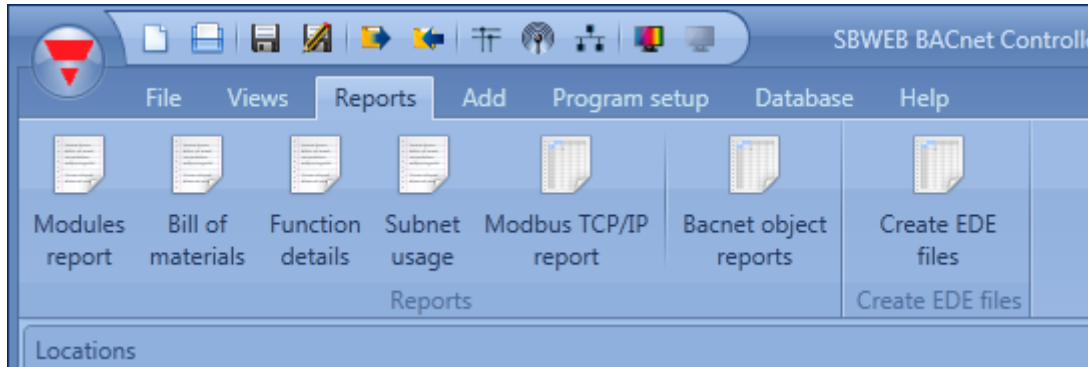 SBWEB BACnet Controlle
File Views Reports Add Program setup Database Help
Modules report
Bill of materials
Function details
Subnet usage
Modbus TCP/IP report
Bacnet object reports
Create EDE files
Reports
Create EDE files
Locations